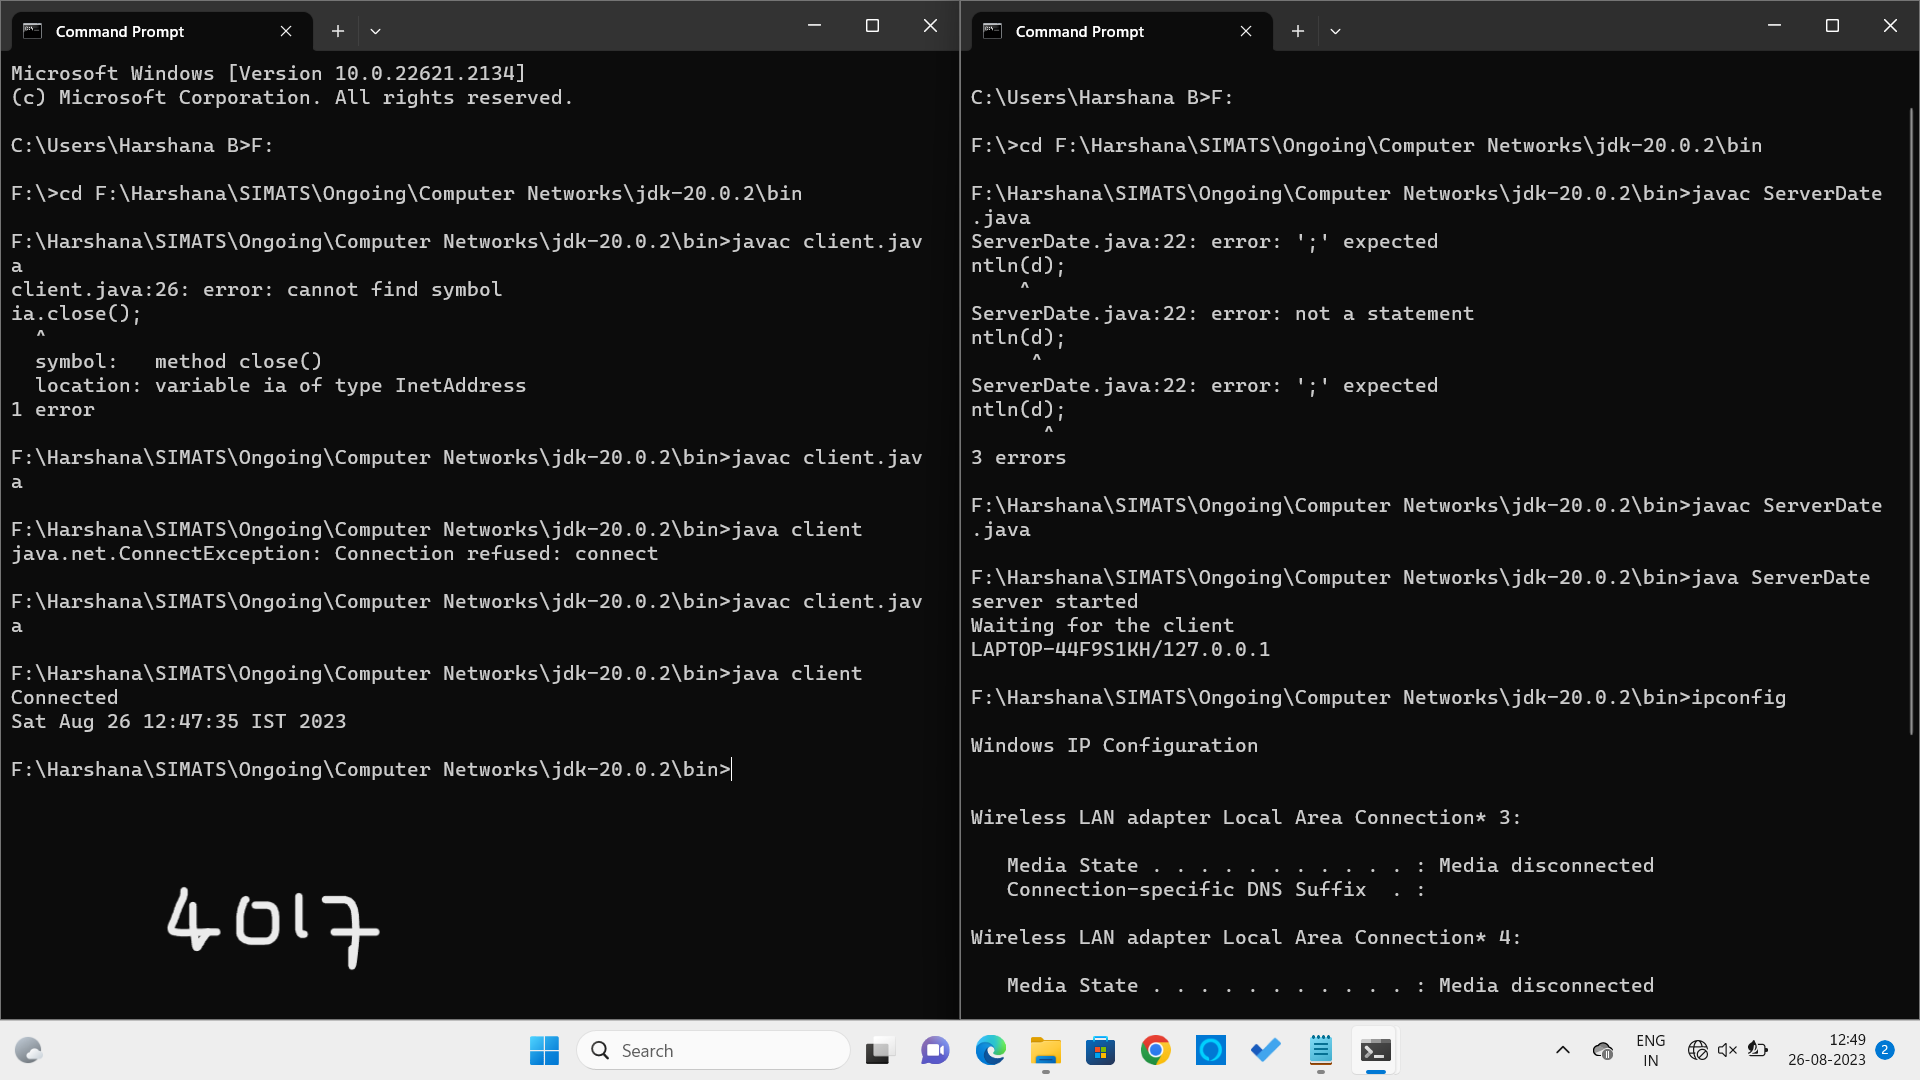 Command Prompt
Microsoft Windows [Version 10.0.22621.2134]
(c) Microsoft Corporation. All rights reserved.
C:\Users\Harshana B>F:
F:\>cd F:\Harshana\SIMATS\Ongoing\Computer Networks\jdk-20.0.2\bin
F:\Harshana\SIMATS\Ongoing\Computer Networks\jdk-20.0.2\bin>javac client.jav
a
client.java:26: error: cannot find symbol
ia.close();
^
symbol:   method close()
location: variable ia of type InetAddress
1 error
F:\Harshana\SIMATS\Ongoing\Computer Networks\jdk-20.0.2\bin>javac client.jav
a
F:\Harshana\SIMATS\Ongoing\Computer Networks\jdk-20.0.2\bin>java client
java.net.ConnectException: Connection refused: connect
F:\Harshana\SIMATS\Ongoing\Computer Networks\jdk-20.0.2\bin>javac client.jav
a
F:\Harshana\SIMATS\Ongoing\Computer Networks\jdk-20.0.2\bin>java client
Connected
Sat Aug 26 12:47:35 IST 2023
F:\Harshana\SIMATS\Ongoing\Computer Networks\jdk-20.0.2\bin>
4017
Command Prompt
C:\Users\Harshana B>F:
F:\>cd F:\Harshana\SIMATS\Ongoing\Computer Networks\jdk-20.0.2\bin
F:\Harshana\SIMATS\Ongoing\Computer Networks\jdk-20.0.2\bin>javac ServerDate
.java
ServerDate.java:22: error: ';' expected
ntln(d);
^
ServerDate.java:22: error: not a statement
ntln(d);
^
ServerDate.java:22: error: ';' expected
ntln(d);
^
3 errors
F:\Harshana\SIMATS\Ongoing\Computer Networks\jdk-20.0.2\bin>javac ServerDate
.java
F:\Harshana\SIMATS\Ongoing\Computer Networks\jdk-20.0.2\bin>java ServerDate
server started
Waiting for the client
LAPTOP-44F9S1KH/127.0.0.1
F:\Harshana\SIMATS\Ongoing\Computer Networks\jdk-20.0.2\bin>ipconfig
Windows IP Configuration
Wireless LAN adapter Local Area Connection* 3:
Media State . . . . . . . . . . . : Media disconnected
Connection-specific DNS Suffix  . :
Wireless LAN adapter Local Area Connection* 4:
Media State . . . . . . . . . . . : Media disconnected
Search
ENG
IN
12:49
26-08-2023
2